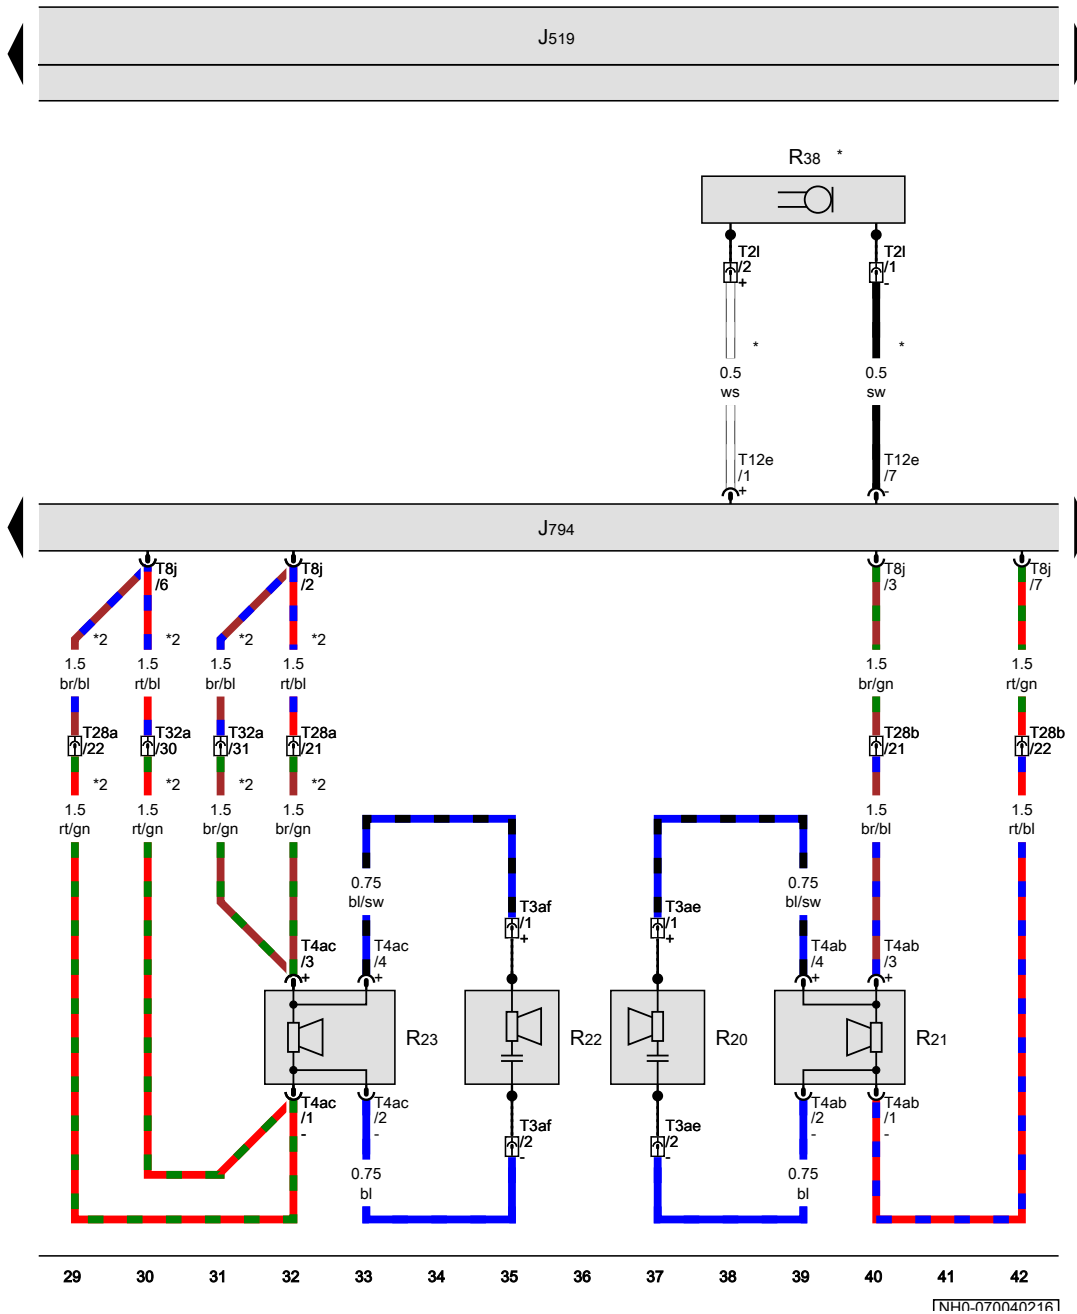 J519
R38 *
T2l T2l
/2 /1
+ -
* *
0.5 0.5
ws sw
T12e T12e
/1 /7
+ -
J794
T8j T8j T8j T8j
/6 /2 /3 /7
*2 *2 *2 *2
1.5 1.5 1.5 1.5 1.5 1.5
br/bl rt/bl br/bl rt/bl br/gn rt/gn
T28a T32a T32a T28a T28b T28b
/22 /30 /31 /21 /21 /22
*2 *2 *2 *2
1.5 1.5 1.5 1.5 1.5 1.5
rt/gn rt/gn br/gn br/gn br/bl rt/bl
0.75 0.75
bl/sw bl/sw
T3af T3ae
/1 /1
+ +
T4ac T4ac T4ab T4ab
/3 /4 /4 /3
+ + + +
R23 R22 R20 R21
T4ac T4ac T4ab T4ab
/1 /2 /2 /1
- - - -
T3af T3ae
/2 /2
- -
0.75 0.75
bl bl
29 30 31 32 33 34 35 36 37 38 39 40 41 42
NH0-070040216